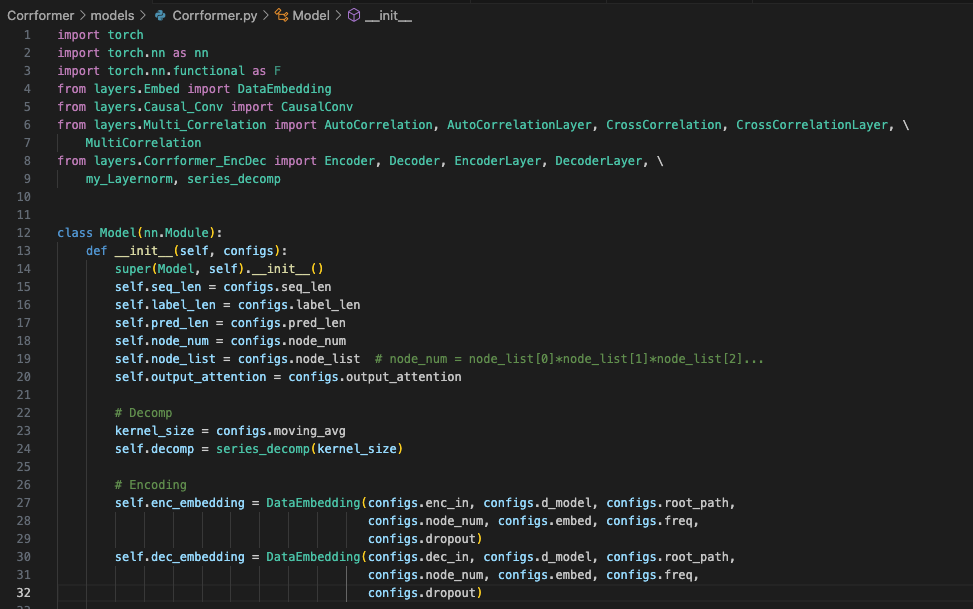 Corrformer > models > Corrformer.py > Model > __init__
1 import torch
2 import torch.nn as nn
3 import torch.nn.functional as F
4 from layers.Embed import DataEmbedding
5 from layers.Causal_Conv import CausalConv
6 from layers.Multi_Correlation import AutoCorrelation, AutoCorrelationLayer, CrossCorrelation, CrossCorrelationLayer, \
7     MultiCorrelation
8 from layers.Corrformer_EncDec import Encoder, Decoder, EncoderLayer, DecoderLayer, \
9     my_Layernorm, series_decomp
10
11
12 class Model(nn.Module):
13     def __init__(self, configs):
14         super(Model, self).__init__()
15         self.seq_len = configs.seq_len
16         self.label_len = configs.label_len
17         self.pred_len = configs.pred_len
18         self.node_num = configs.node_num
19         self.node_list = configs.node_list  # node_num = node_list[0]*node_list[1]*node_list[2]...
20         self.output_attention = configs.output_attention
21
22         # Decomp
23         kernel_size = configs.moving_avg
24         self.decomp = series_decomp(kernel_size)
25
26         # Encoding
27         self.enc_embedding = DataEmbedding(configs.enc_in, configs.d_model, configs.root_path,
28                                            configs.node_num, configs.embed, configs.freq,
29                                            configs.dropout)
30         self.dec_embedding = DataEmbedding(configs.dec_in, configs.d_model, configs.root_path,
31                                            configs.node_num, configs.embed, configs.freq,
32                                            configs.dropout)